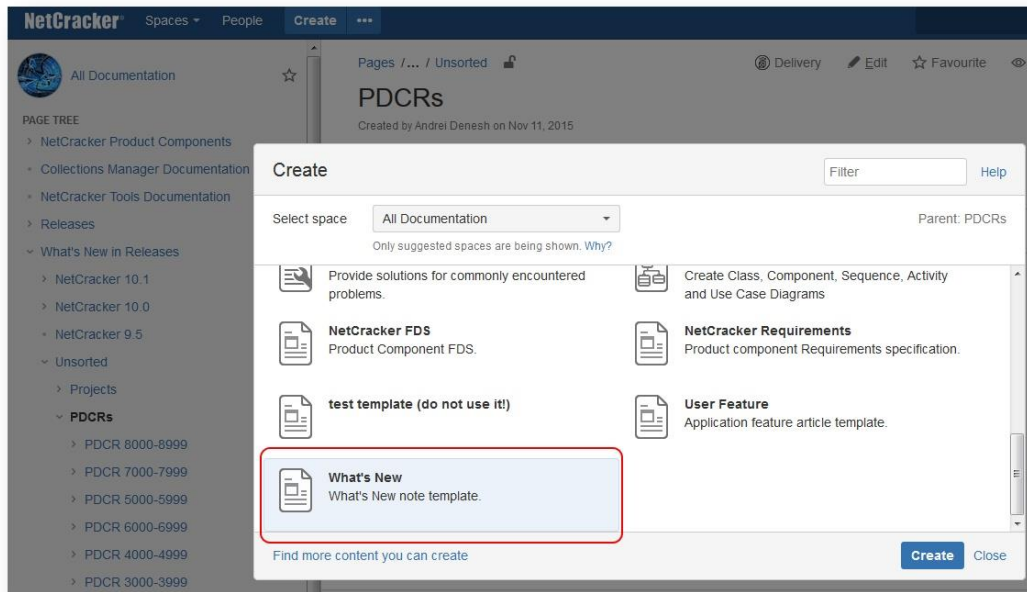 NetCracker Spaces People Create •••
All Documentation
PAGE TREE
NetCracker Product Components
Collections Manager Documentation
NetCracker Tools Documentation
Releases
What's New in Releases
NetCracker 10.1
NetCracker 10.0
NetCracker 9.5
Unsorted
Projects
PDCRs
PDCR 8000-8999
PDCR 7000-7999
PDCR 5000-5999
PDCR 6000-6999
PDCR 4000-4999
PDCR 3000-3999
Pages /... / Unsorted
Delivery Edit Favourite
PDCRs
Created by Andrei Denesh on Nov 11, 2015
Create
Filter
Help
Select space All Documentation
Parent: PDCRs
Only suggested spaces are being shown. Why?
Provide solutions for commonly encountered
problems.
Create Class, Component, Sequence, Activity
and Use Case Diagrams
NetCracker FDS
Product Component FDS.
NetCracker Requirements
Product component Requirements specification.
test template (do not use it!)
User Feature
Application feature article template.
What's New
What's New note template.
Find more content you can create
Create Close